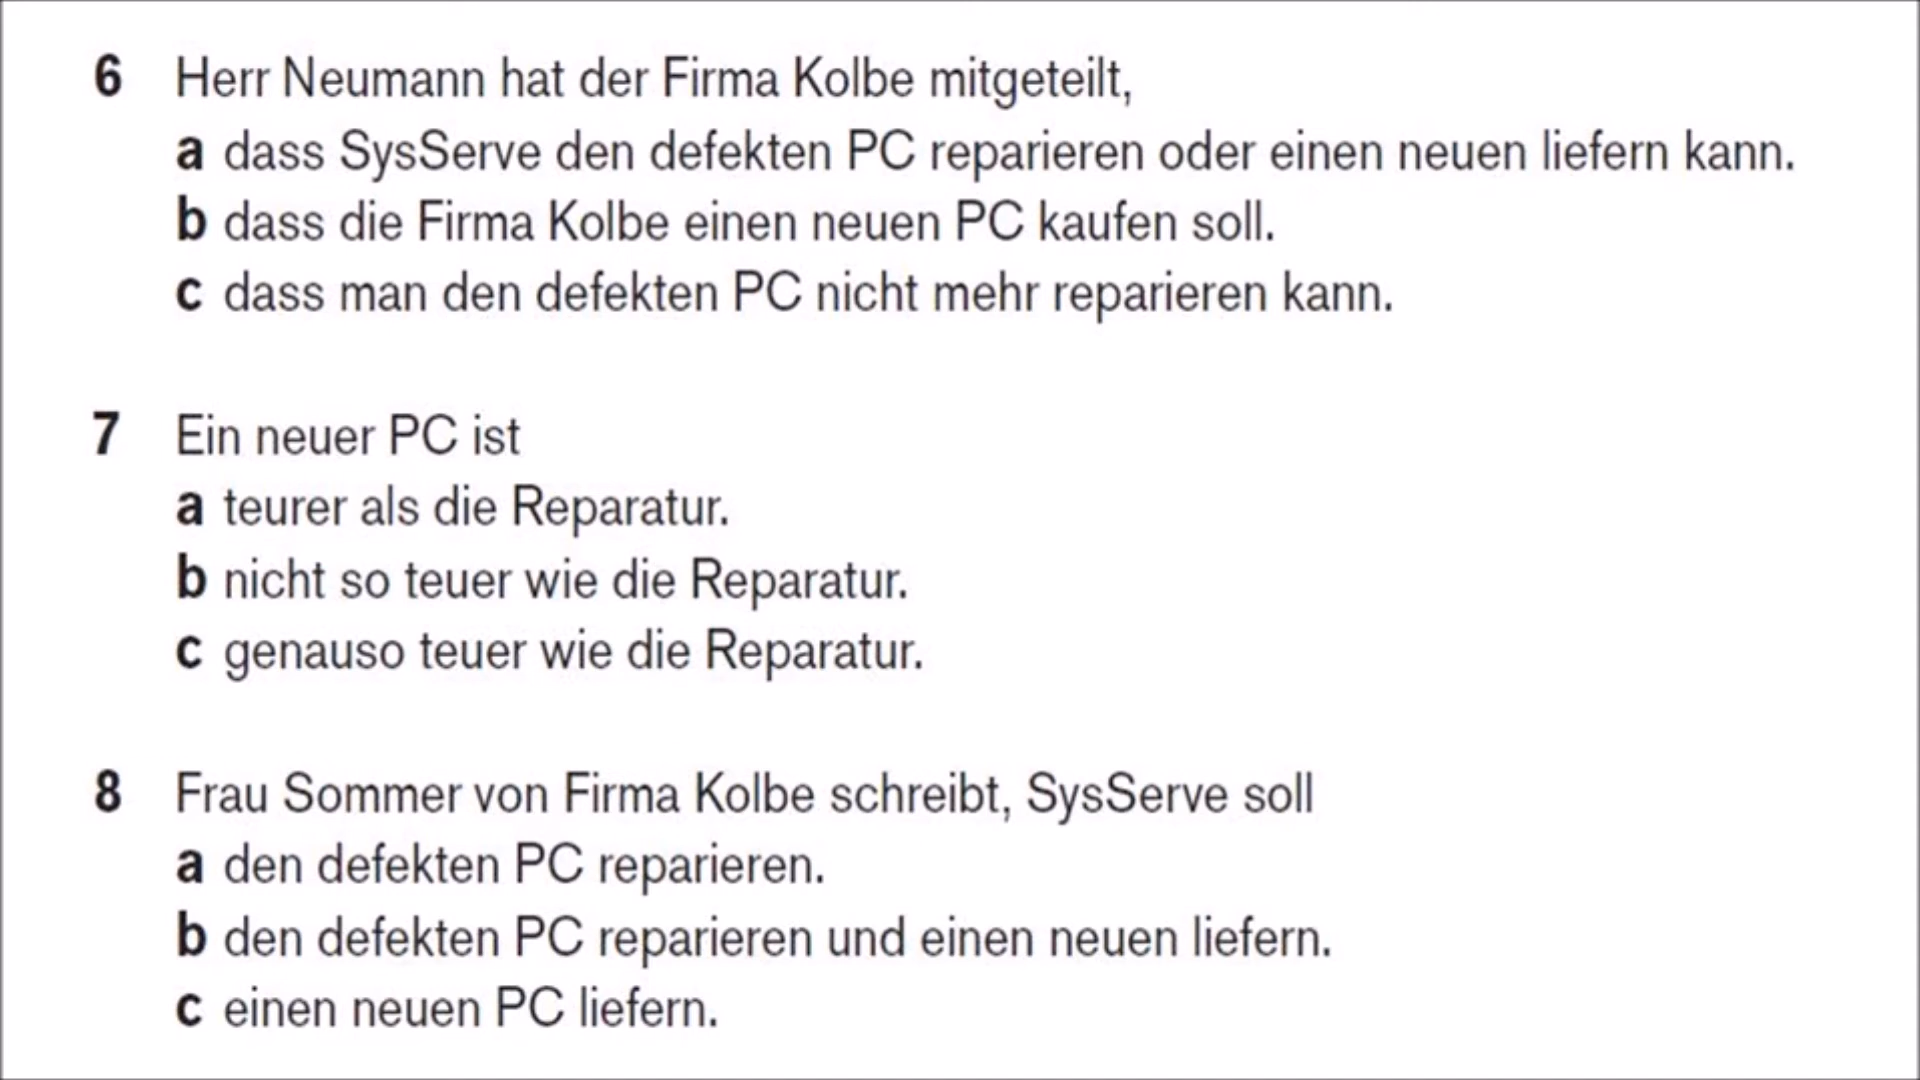 6 Herr Neumann hat der Firma Kolbe mitgeteilt,
a dass SysServe den defekten PC reparieren oder einen neuen liefern kann.
b dass die Firma Kolbe einen neuen PC kaufen soll.
c dass man den defekten PC nicht mehr reparieren kann.
7 Ein neuer PC ist
a teurer als die Reparatur.
b nicht so teuer wie die Reparatur.
c genauso teuer wie die Reparatur.
8 Frau Sommer von Firma Kolbe schreibt, SysServe soll
a den defekten PC reparieren.
b den defekten PC reparieren und einen neuen liefern.
c einen neuen PC liefern.